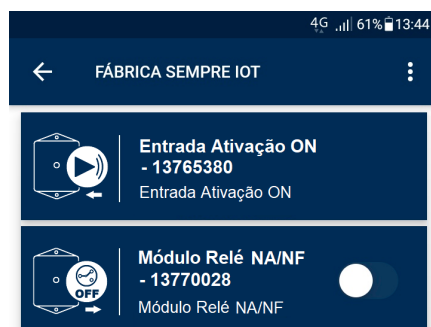 4G 61% 13:44
FÁBRICA SEMPRE IOT
Entrada Ativação ON
- 13765380
Entrada Ativação ON
OFF
Módulo Relé NA/NF
- 13770028
Módulo Relé NA/NF